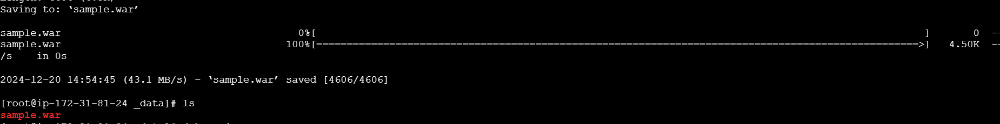 Saving to: ‘sample.war’
sample.war 0%[ ] 0 --
sample.war 100%[===================================================================================================>] 4.50K --
/s in 0s
2024-12-20 14:54:45 (43.1 MB/s) - ‘sample.war’ saved [4606/4606]
[root@ip-172-31-81-24 _data]# ls
sample.war